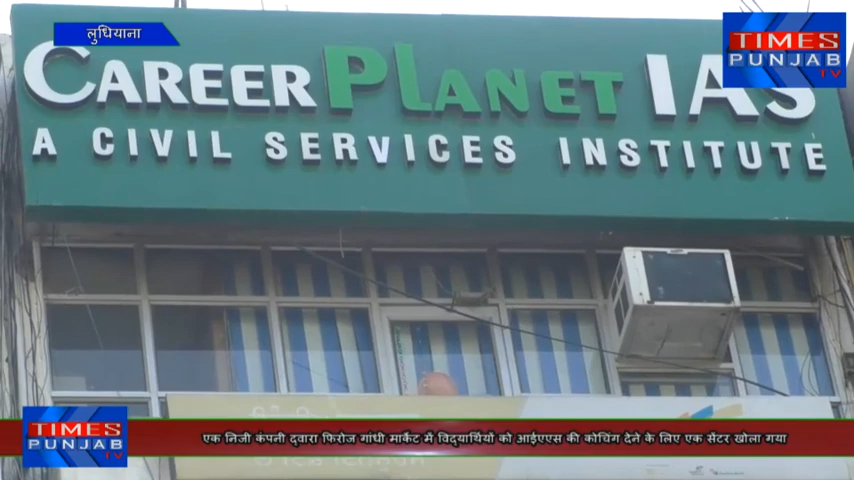 लुधियाना
TIMES
PUNJAB
TV
CAREER PLANET IAS
A CIVIL SERVICES INSTITUTE
TIMES
PUNJAB
TV
एक निजी कंपनी दुवारा फिरोज गांधी मार्केट में विद्यार्थियों को आईएएस की कोचिंग देने के लिए एक सैंटर खोला गया